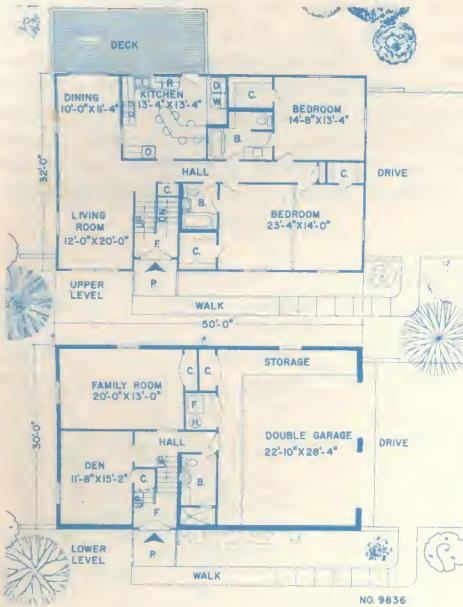 DECK
DINING
10'-0"X11'-4"
R
KITCHEN
13'-4"X13'-4"
D.
W.
C.
BEDROOM
14'-8"X13'-4"
B.
O
HALL
C.
DRIVE
32'-0"
C.
B.
LIVING
ROOM
12'-0"X20'-0"
UP
DN
BEDROOM
23'-4"X14'-0"
F.
C.
UPPER
LEVEL
P.
WALK
50'-0"
C.
C.
STORAGE
FAMILY ROOM
20'-0"X13'-0"
F.
H.
30'-0"
HALL
DOUBLE GARAGE
22'-10"X28'-4"
DRIVE
DEN
11'-8"X15'-2"
UP
C.
B.
UP
F.
LOWER
LEVEL
P.
WALK
NO. 9836